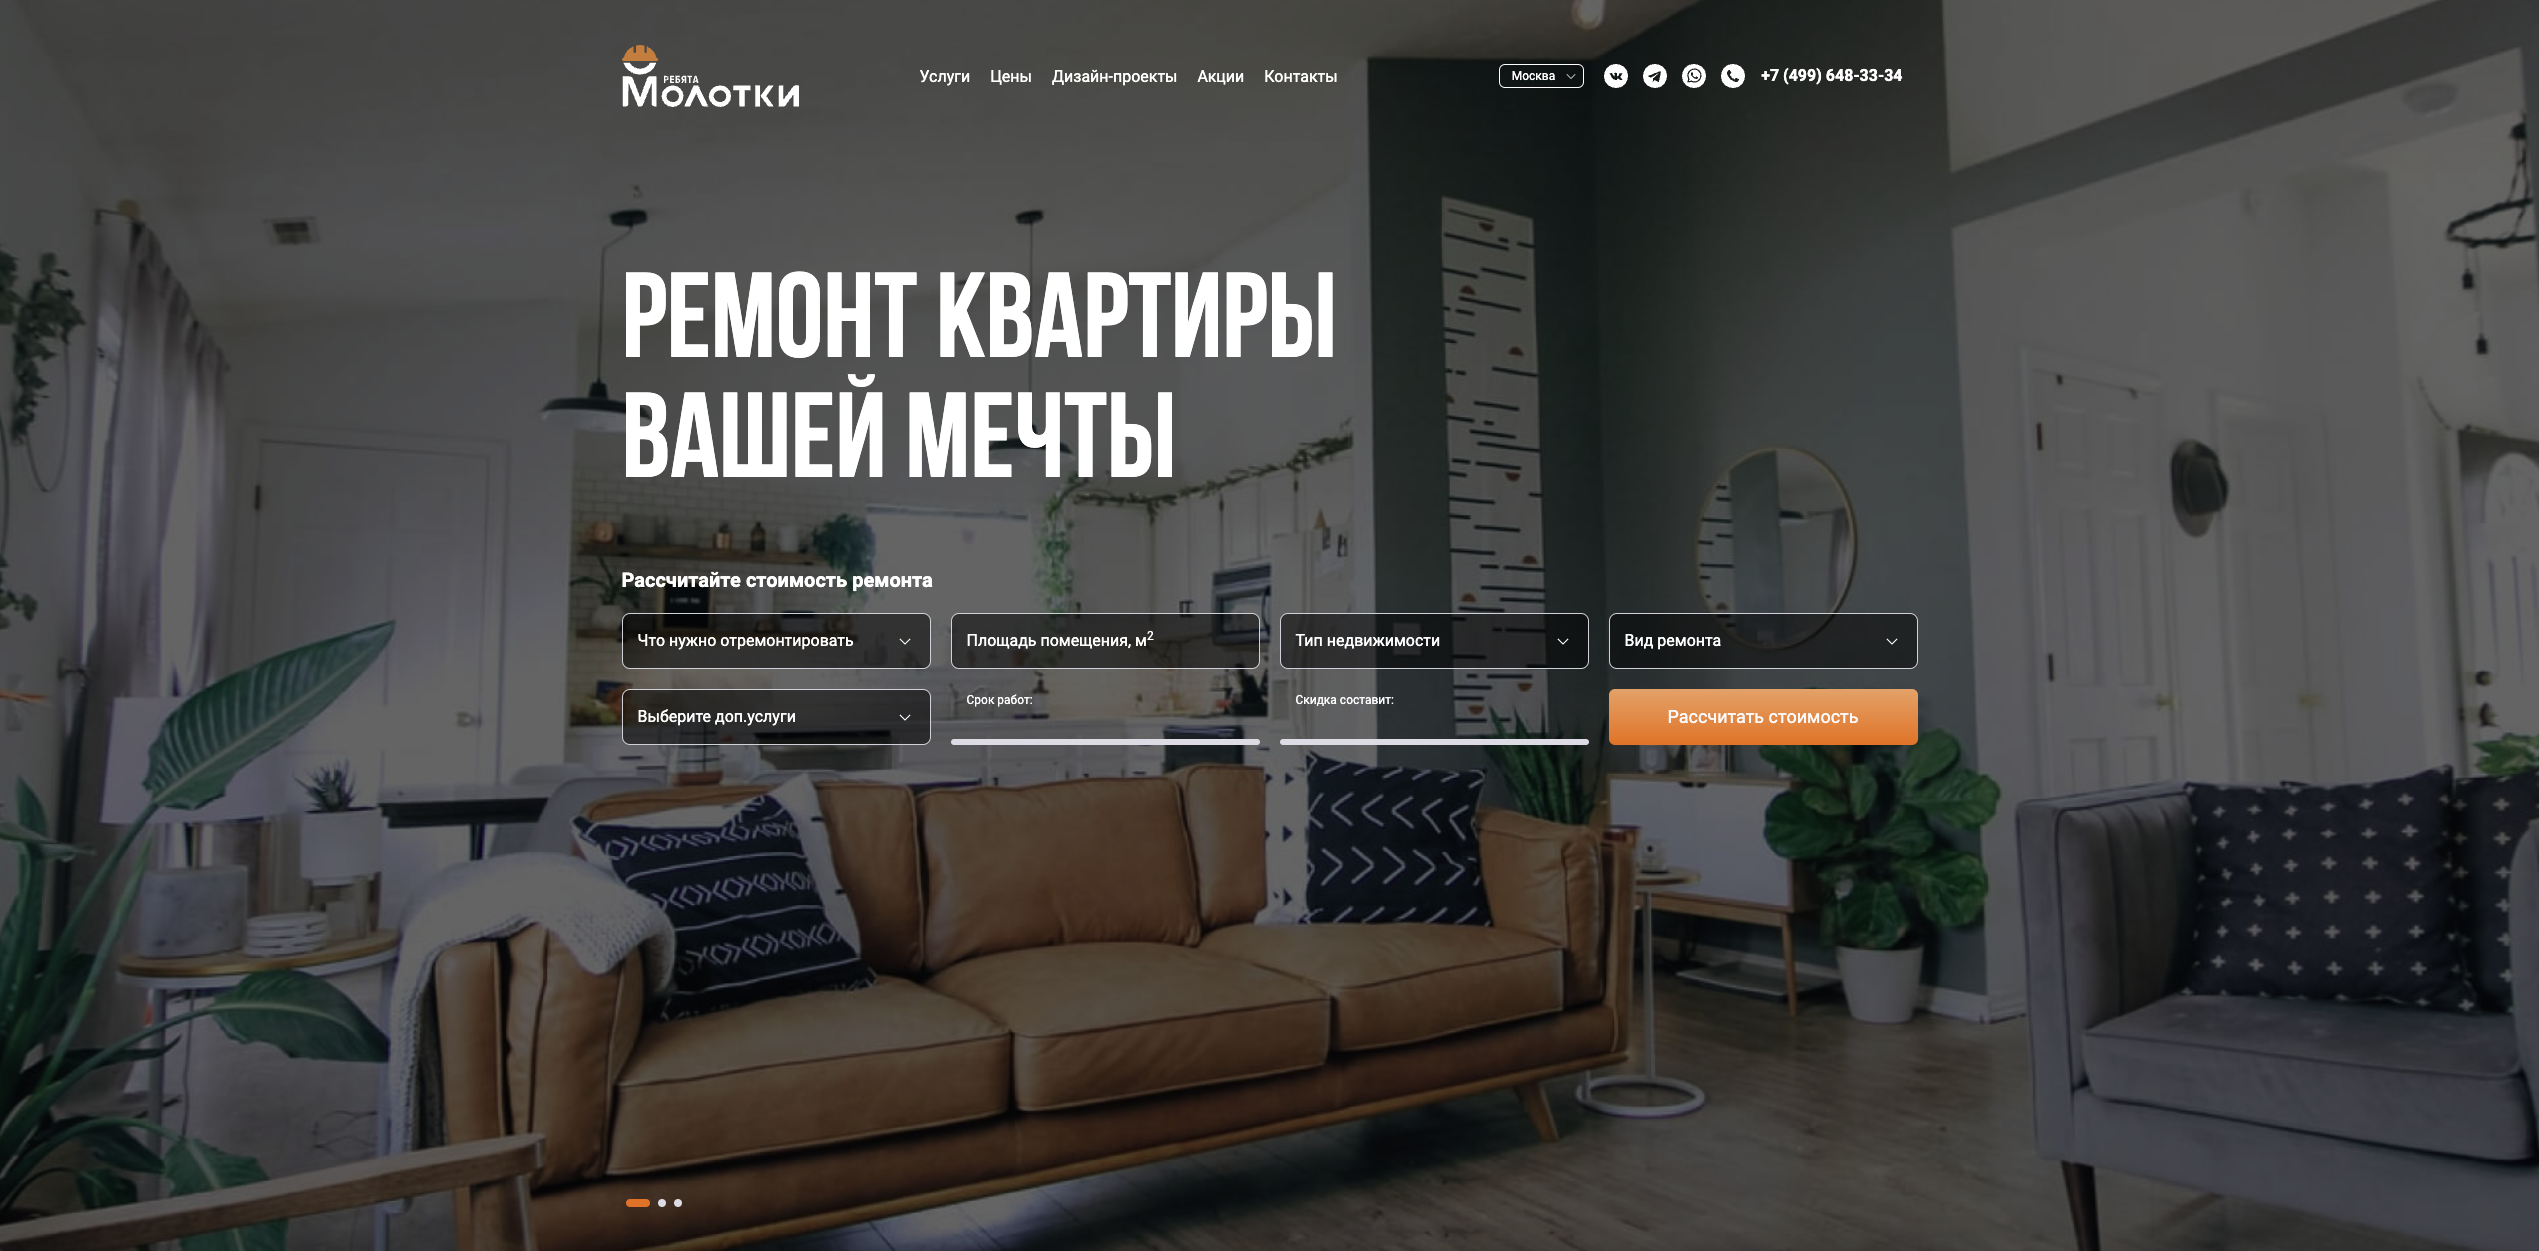 РЕБЯТА
МОЛОТКИ
Услуги Цены Дизайн-проекты Акции Контакты
Москва
+7 (499) 648-33-34
РЕМОНТ КВАРТИРЫ
ВАШЕЙ МЕЧТЫ
Рассчитайте стоимость ремонта
Что нужно отремонтировать
Площадь помещения, м²
Тип недвижимости
Вид ремонта
Выберите доп.услуги
Срок работ:
Скидка составит:
Рассчитать стоимость